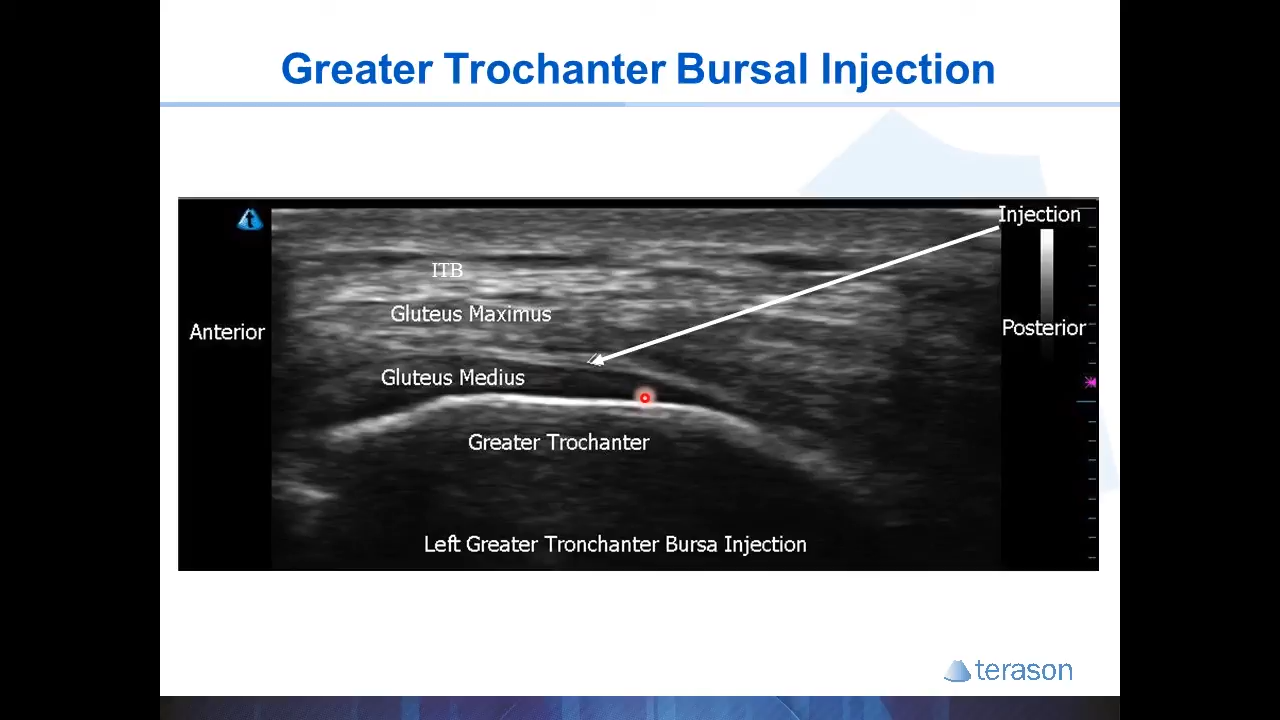 Greater Trochanter Bursal Injection
Injection
ITB
Gluteus Maximus
Anterior
Posterior
Gluteus Medius
Greater Trochanter
Left Greater Tronchanter Bursa Injection
terason